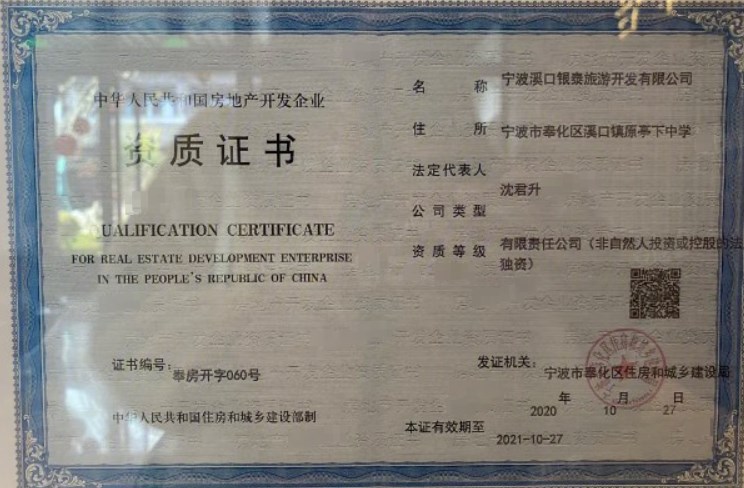 中华人民共和国房地产开发企业
资质证书
QUALIFICATION CERTIFICATE
FOR REAL ESTATE DEVELOPMENT ENTERPRISE
IN THE PEOPLE'S REPUBLIC OF CHINA
证书编号：
奉房开字060号
中华人民共和国住房和城乡建设部制
名 称 宁波溪口银泰旅游开发有限公司
住 所 宁波市奉化区溪口镇原亭下中学
法定代表人
沈君升
公司类型
资质等级 有限责任公司（非自然人投资或控股的法
独资）
发证机关：
宁波市奉化区住房和城乡建设局
年 月 日
2020 10 27
本证有效期至
2021-10-27